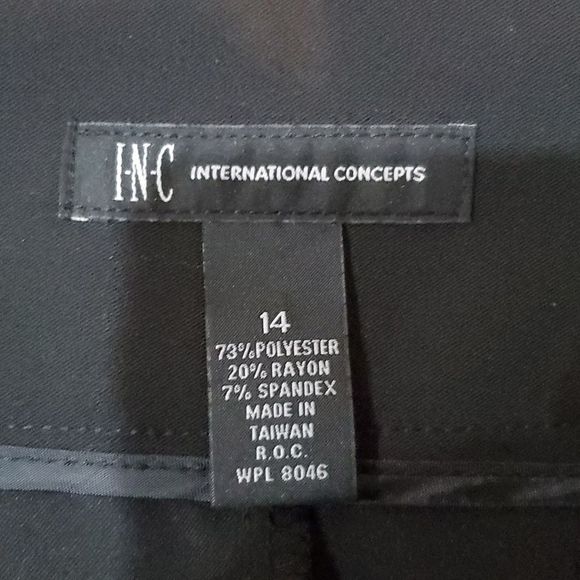 I·N·C INTERNATIONAL CONCEPTS
14
73%POLYESTER
20% RAYON
7% SPANDEX
MADE IN
TAIWAN
R.O.C.
WPL 8046